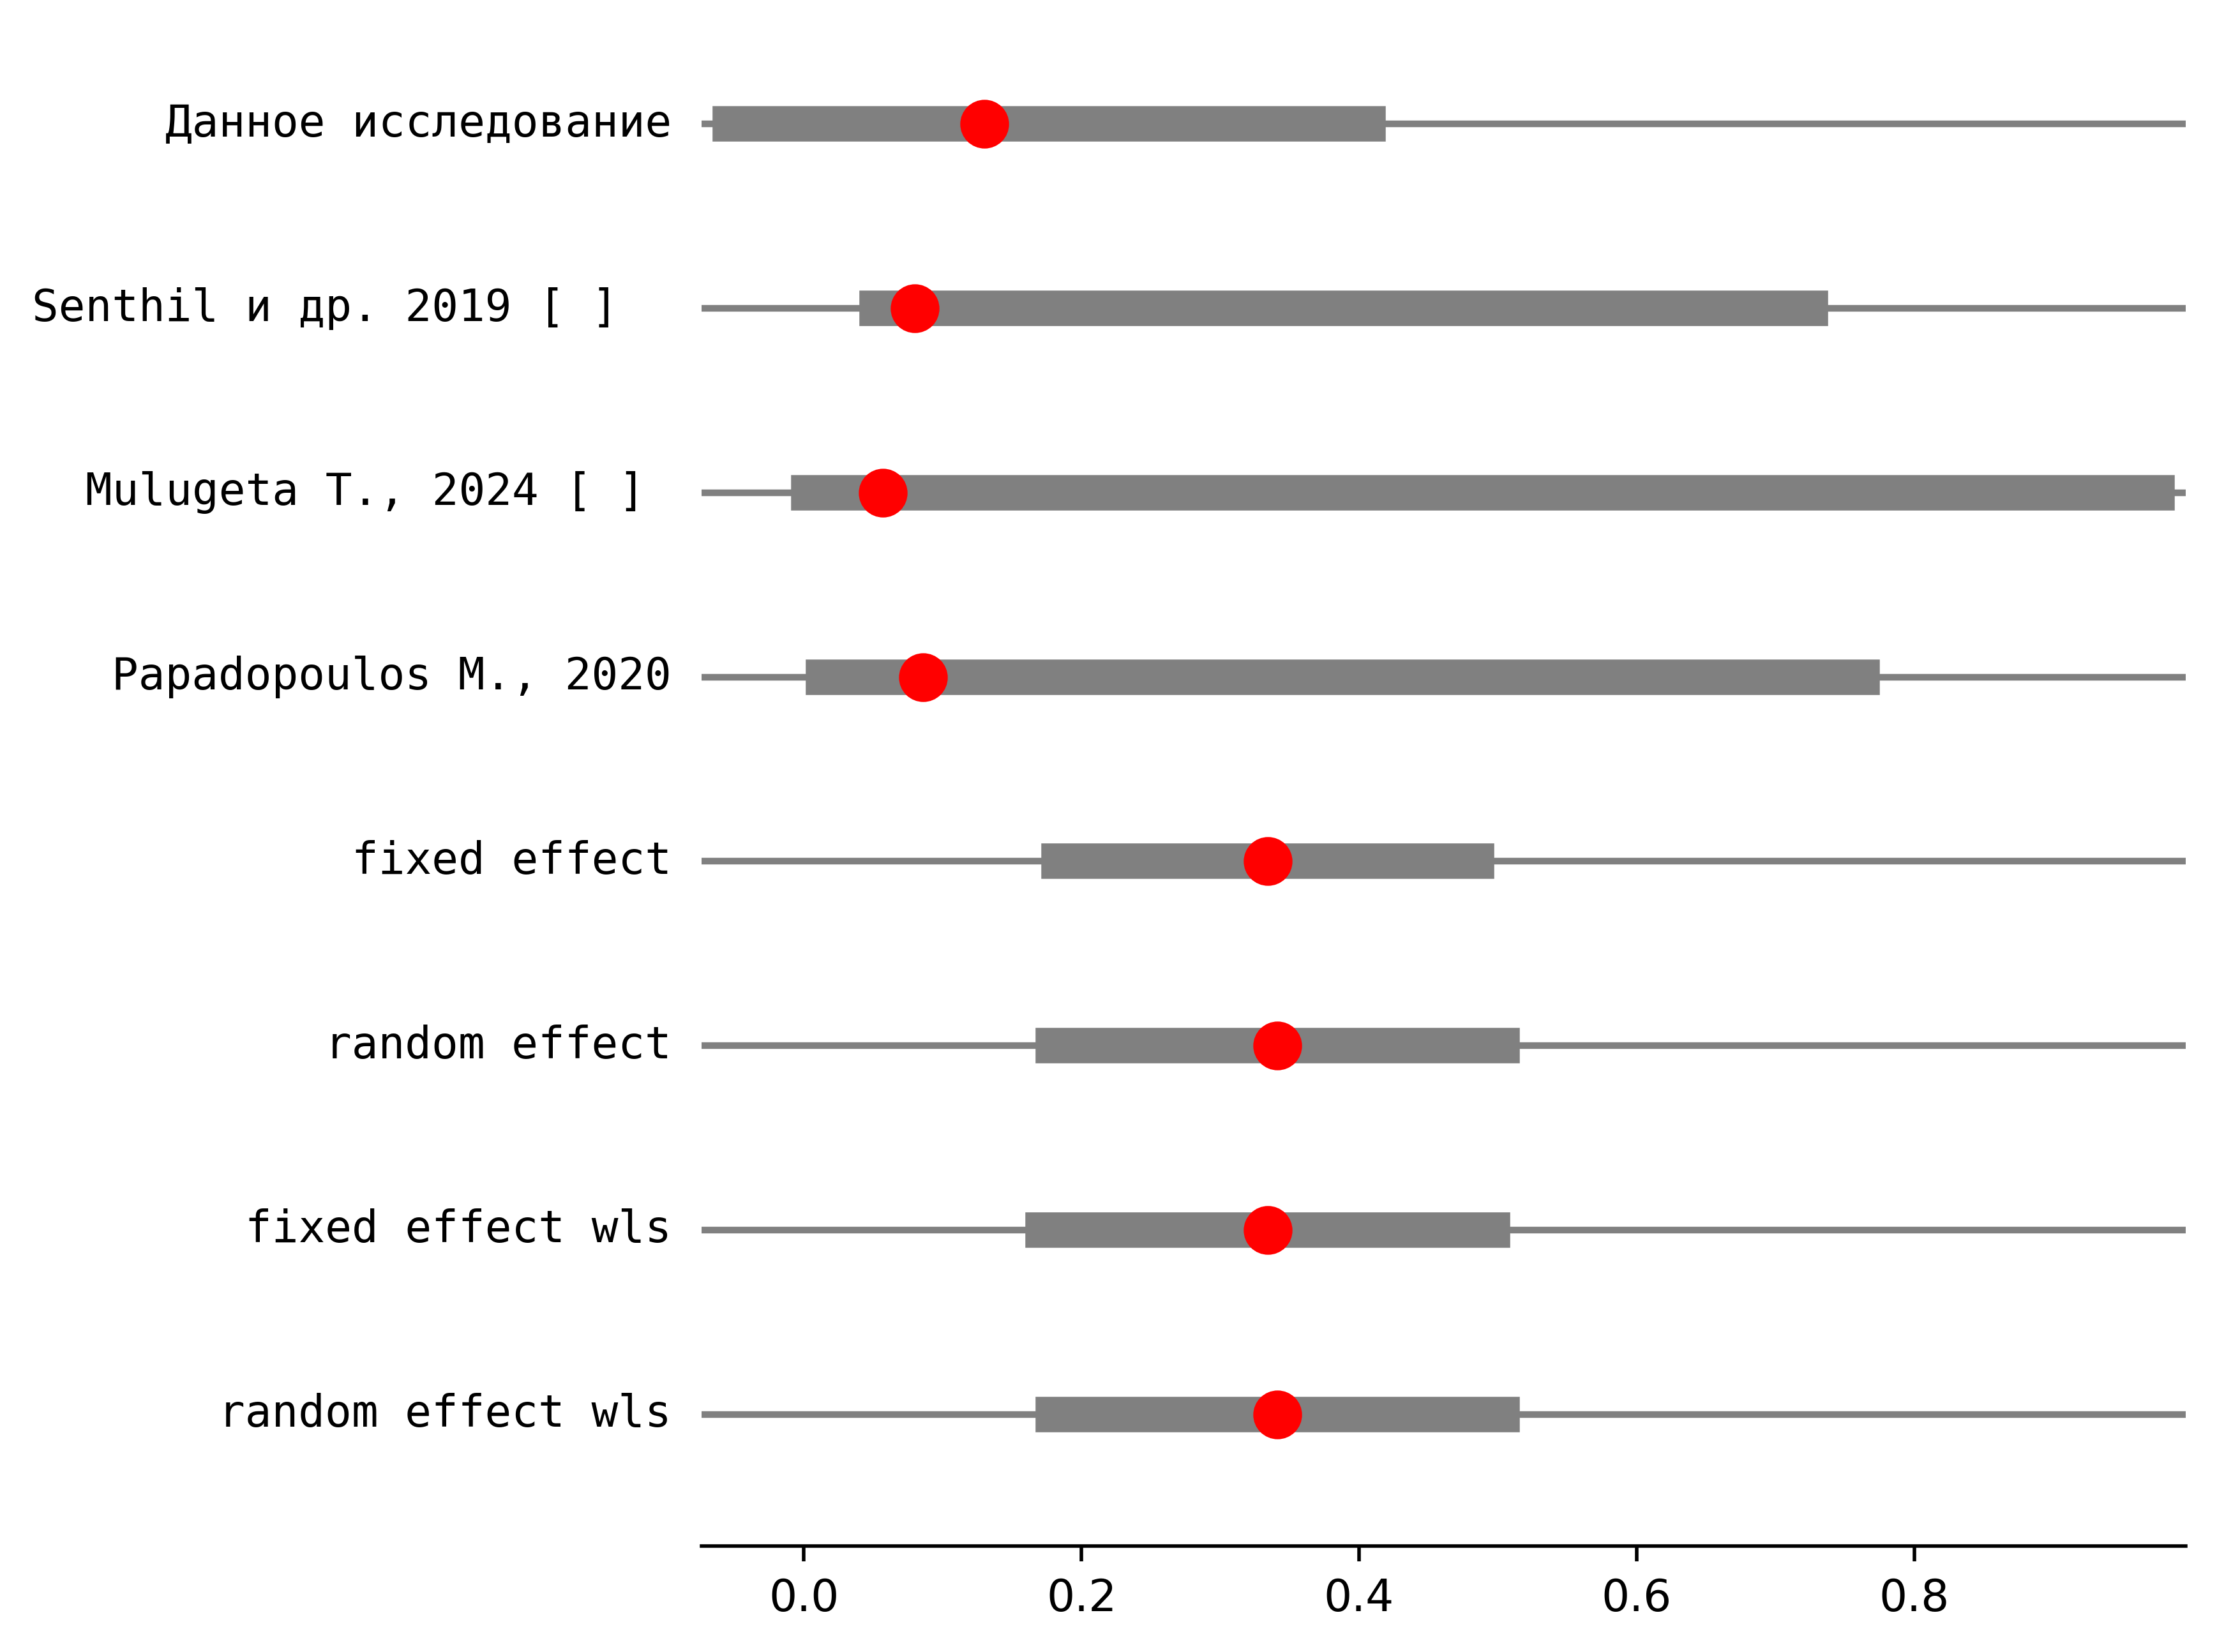 Данное исследование
Senthil и др. 2019 [ ]
Mulugeta T., 2024 [ ]
Papadopoulos M., 2020
fixed effect
random effect
fixed effect wls
random effect wls
0.0 0.2 0.4 0.6 0.8